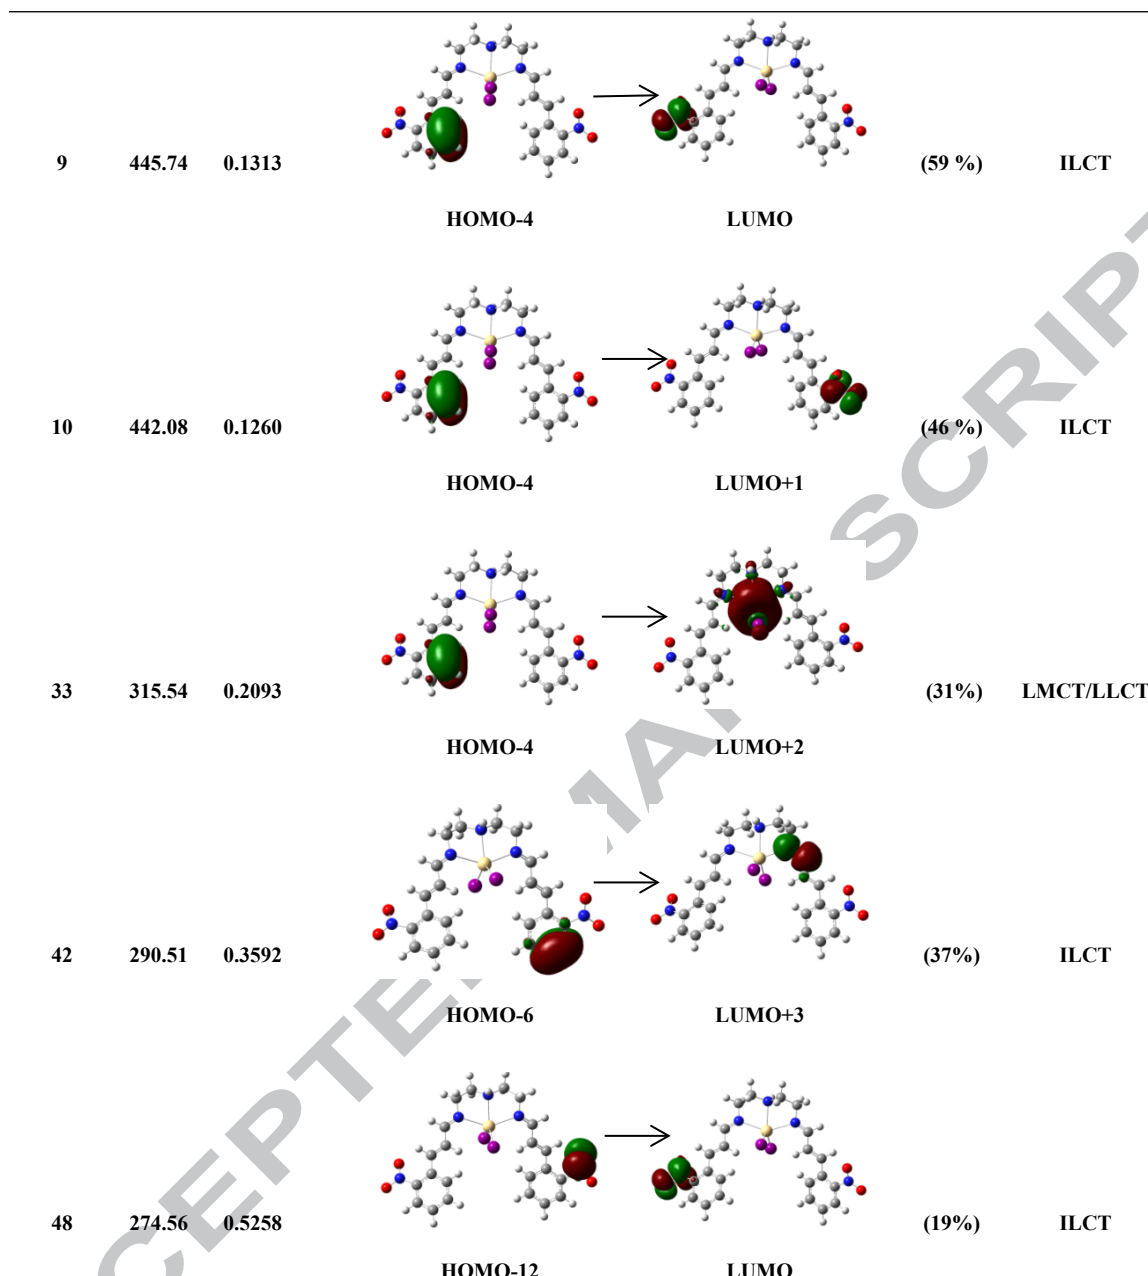 9 445.74 0.1313 (59 %) ILCT
HOMO-4 LUMO
10 442.08 0.1260 (46 %) ILCT
HOMO-4 LUMO+1
33 315.54 0.2093 (31%) LMCT/LLCT
HOMO-4 LUMO+2
42 290.51 0.3592 (37%) ILCT
HOMO-6 LUMO+3
48 274.56 0.5258 (19%) ILCT
HOMO-12 LUMO